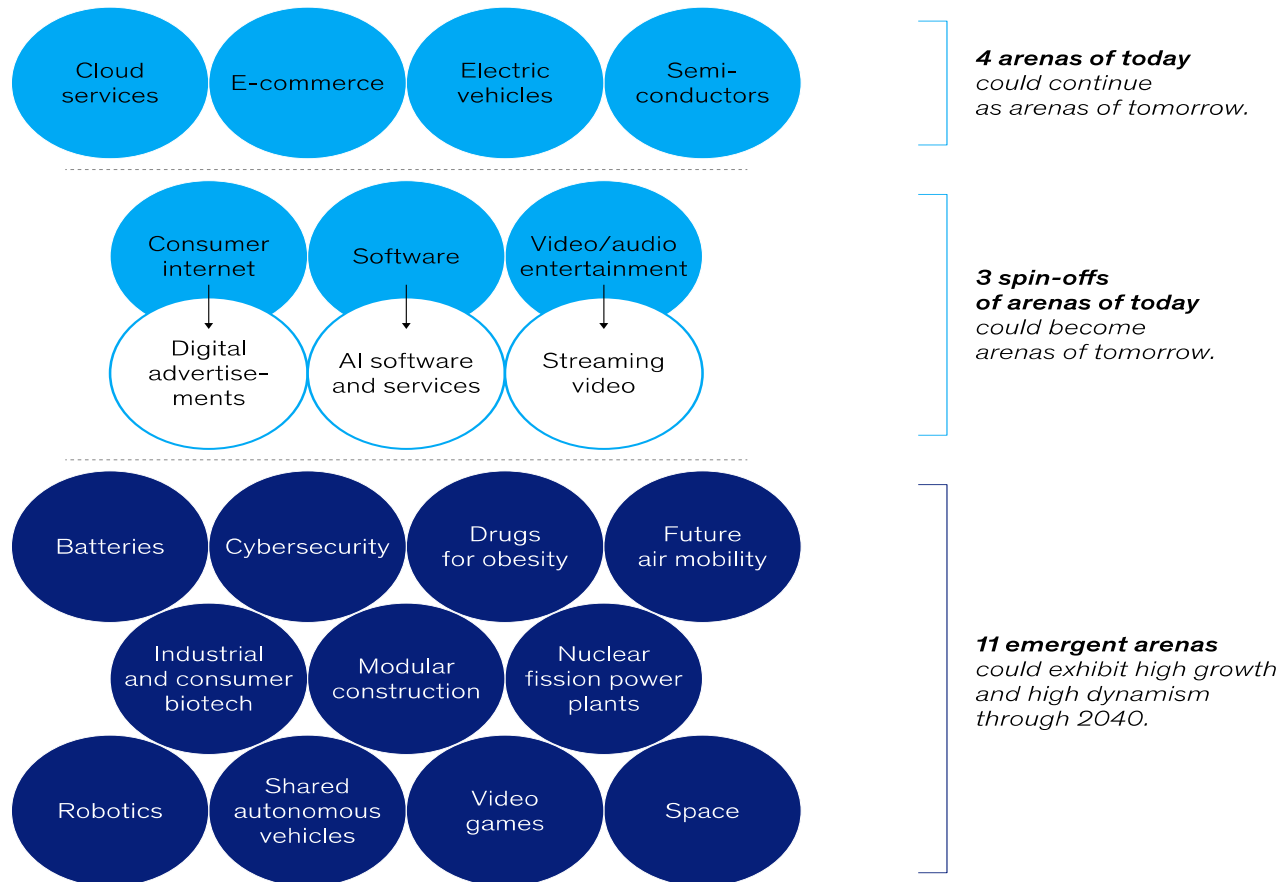 Cloud
services
E-commerce
Electric
vehicles
Semi-
conductors
4 arenas of today
could continue
as arenas of tomorrow.
Consumer
internet
Software
Video/audio
entertainment
Digital
advertise-
ments
AI software
and services
Streaming
video
3 spin-offs
of arenas of today
could become
arenas of tomorrow.
Batteries
Cybersecurity
Drugs
for obesity
Future
air mobility
Industrial
and consumer
biotech
Modular
construction
Nuclear
fission power
plants
Robotics
Shared
autonomous
vehicles
Video
games
Space
11 emergent arenas
could exhibit high growth
and high dynamism
through 2040.